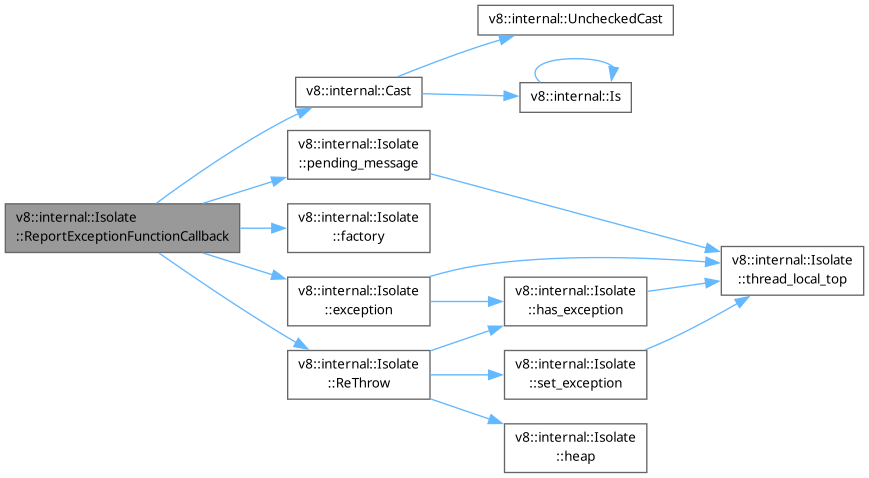 v8::internal::UncheckedCast
v8::internal::Cast
v8::internal::Is
v8::internal::Isolate
::pending_message
v8::internal::Isolate
::ReportExceptionFunctionCallback
v8::internal::Isolate
::factory
v8::internal::Isolate
::thread_local_top
v8::internal::Isolate
::exception
v8::internal::Isolate
::has_exception
v8::internal::Isolate
::ReThrow
v8::internal::Isolate
::set_exception
v8::internal::Isolate
::heap